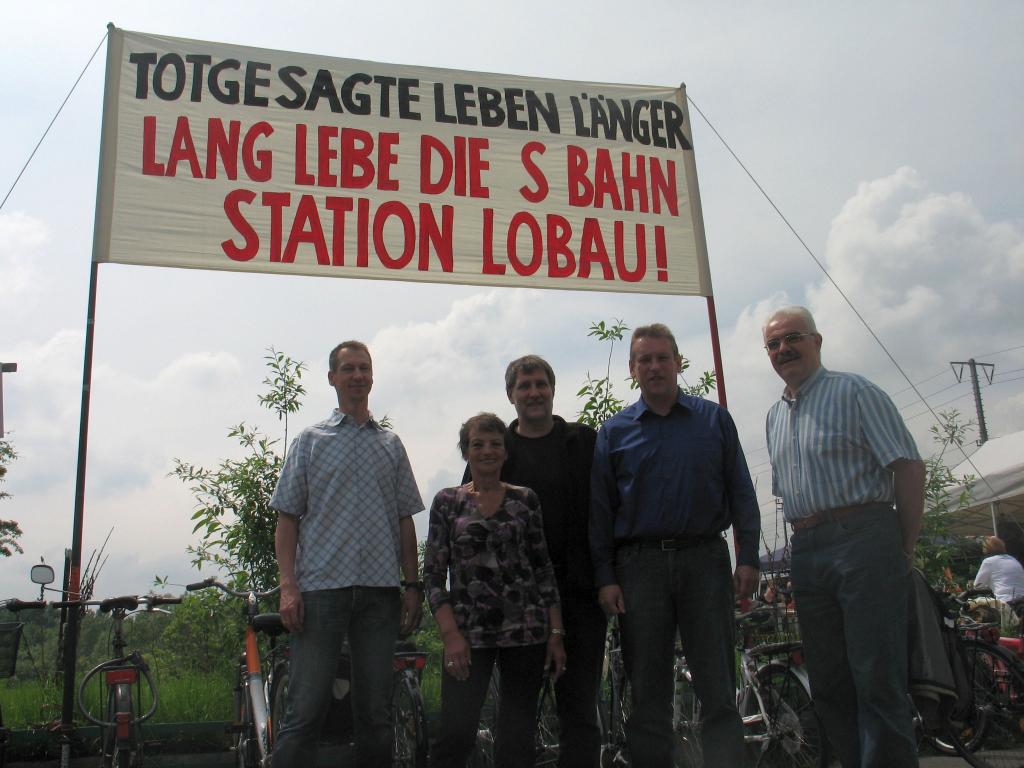 TOTGESAGTE LEBEN LÄNGER
LANG LEBE DIE S BAHN
STATION LOBAU!